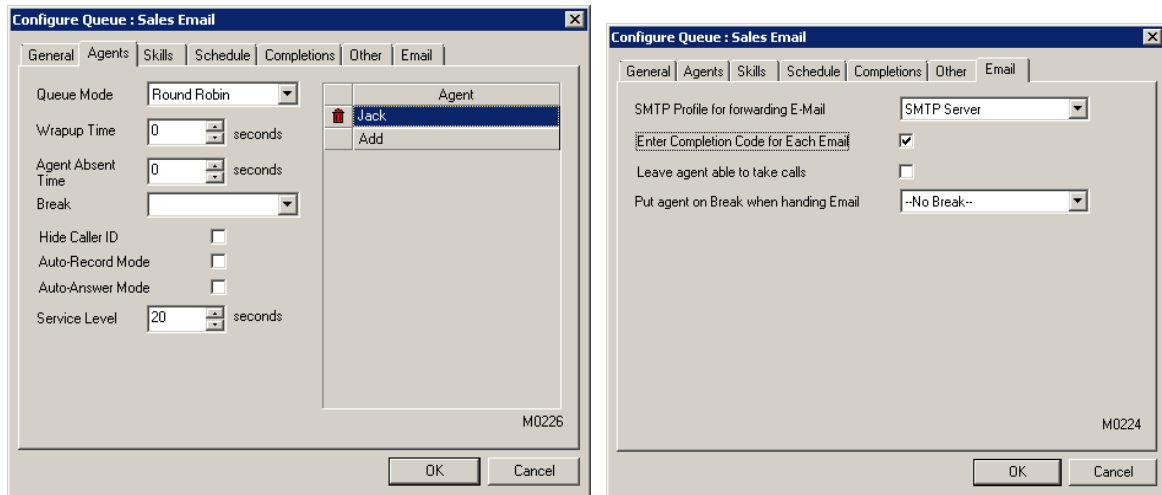 Configure Queue : Sales Email
General Agents Skills Schedule Completions Other Email
Queue Mode Round Robin
Wrapup Time 0 seconds
Agent Absent
Time 0 seconds
Break
Hide Caller ID
Auto-Record Mode
Auto-Answer Mode
Service Level 20 seconds
Agent
Jack
Add
M0226
OK Cancel
Configure Queue : Sales Email
General Agents Skills Schedule Completions Other Email
SMTP Profile for forwarding E-Mail SMTP Server
Enter Completion Code for Each Email
Leave agent able to take calls
Put agent on Break when handing Email --No Break--
M0224
OK Cancel